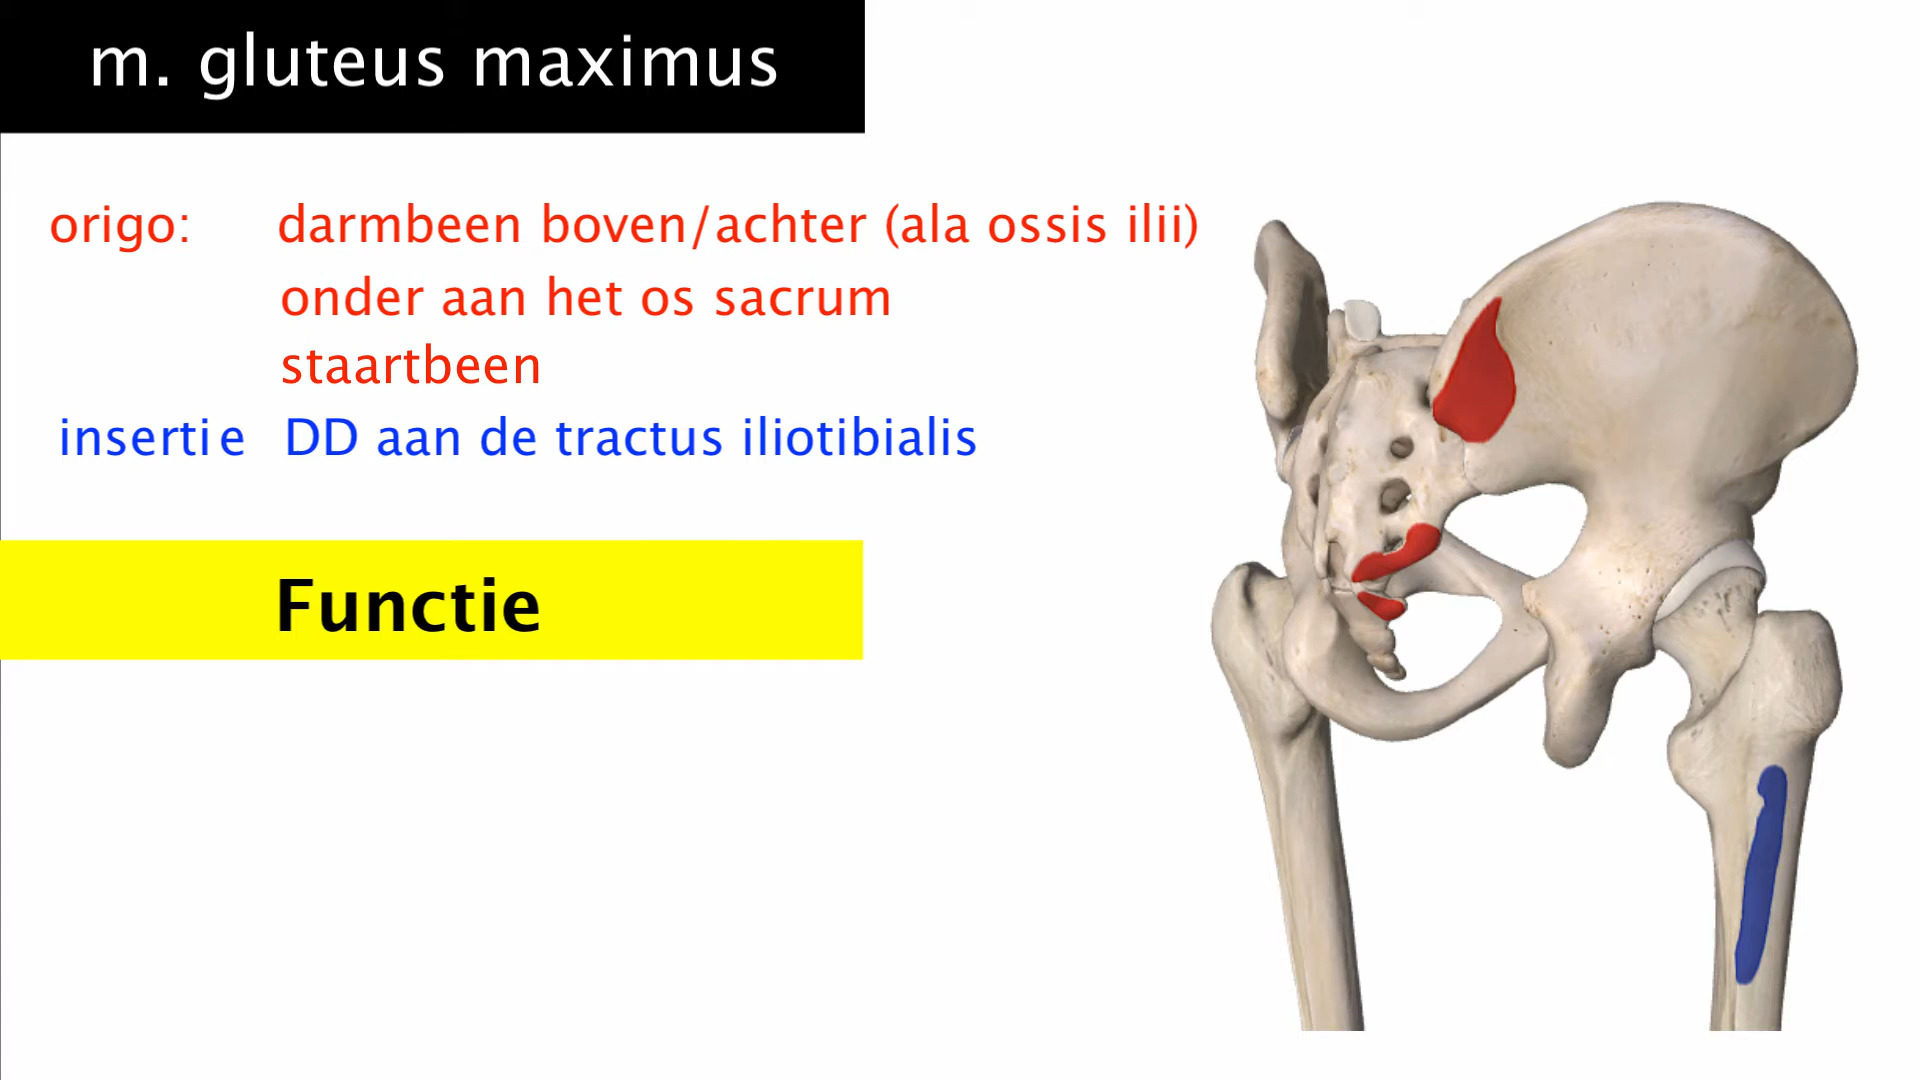 m. gluteus maximus
origo: darmbeen boven/achter (ala ossis ilii)
onder aan het os sacrum
staartbeen
insertie DD aan de tractus iliotibialis
Functie